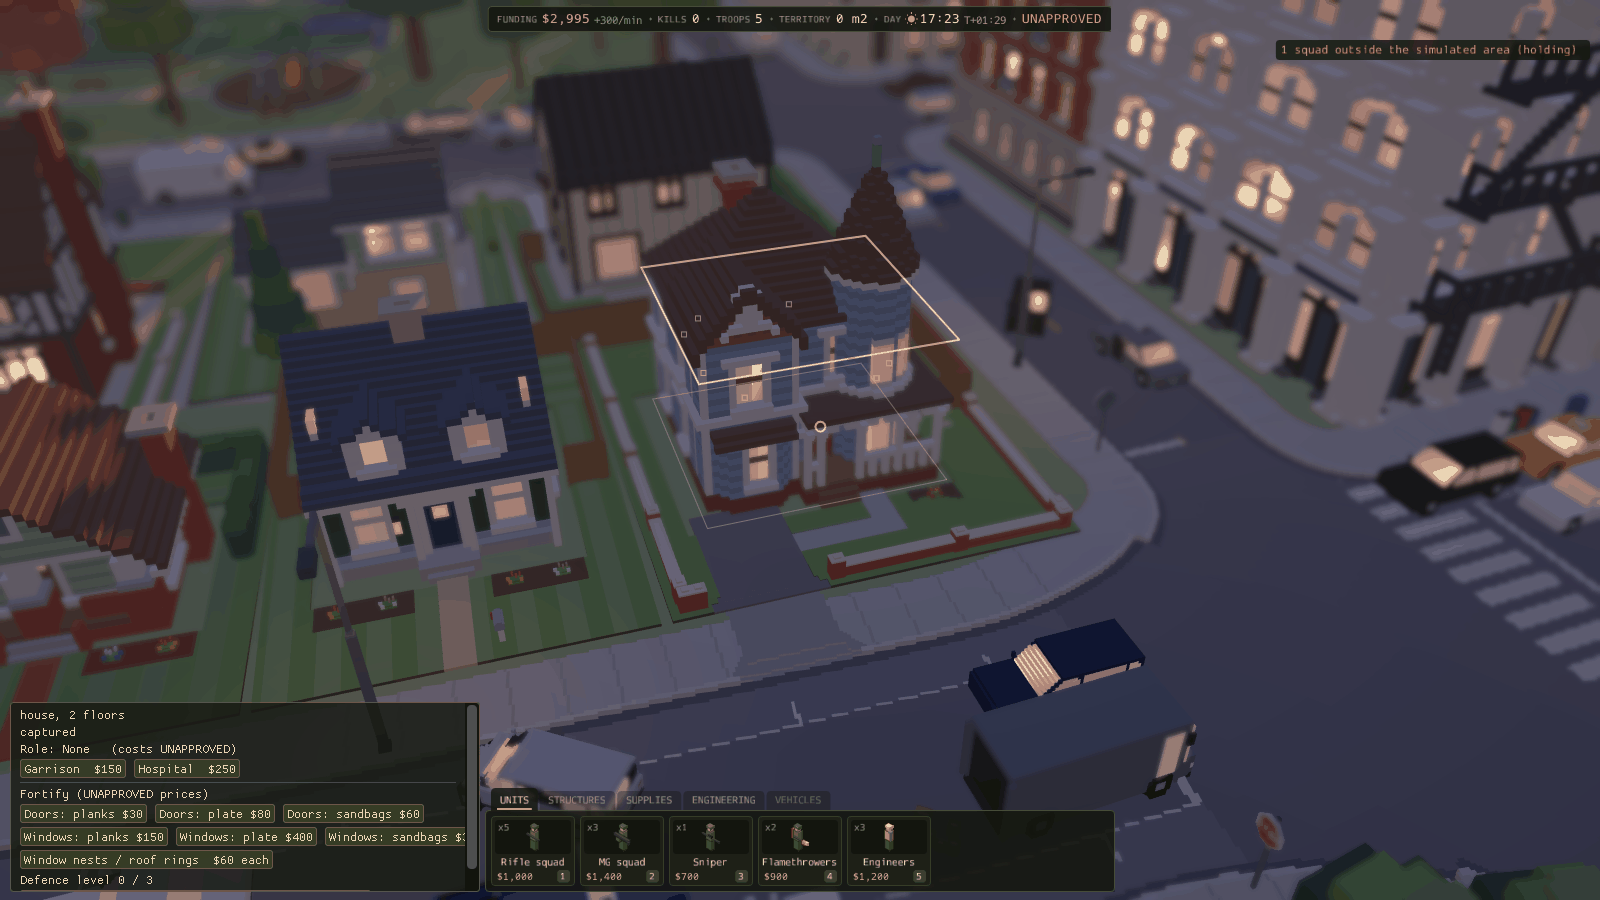 FUNDING $2,995 +300/min · KILLS 0 · TROOPS 5 · TERRITORY 0 m2 · DAY 17:23 T+01:29 · UNAPPROVED
1 squad outside the simulated area (holding)
house, 2 floors
captured
Role: None (costs UNAPPROVED)
Garrison $150 Hospital $250
Fortify (UNAPPROVED prices)
Doors: planks $30 Doors: plate $80 Doors: sandbags $60
Windows: planks $150 Windows: plate $400 Windows: sandbags
Window nests / roof rings $60 each
Defence level 0 / 3
UNITS STRUCTURES SUPPLIES ENGINEERING VEHICLES
x5 x3 x1 x2 x3
Rifle squad MG squad Sniper Flamethrowers Engineers
$1,000 1 $1,400 2 $700 3 $900 4 $1,200 5